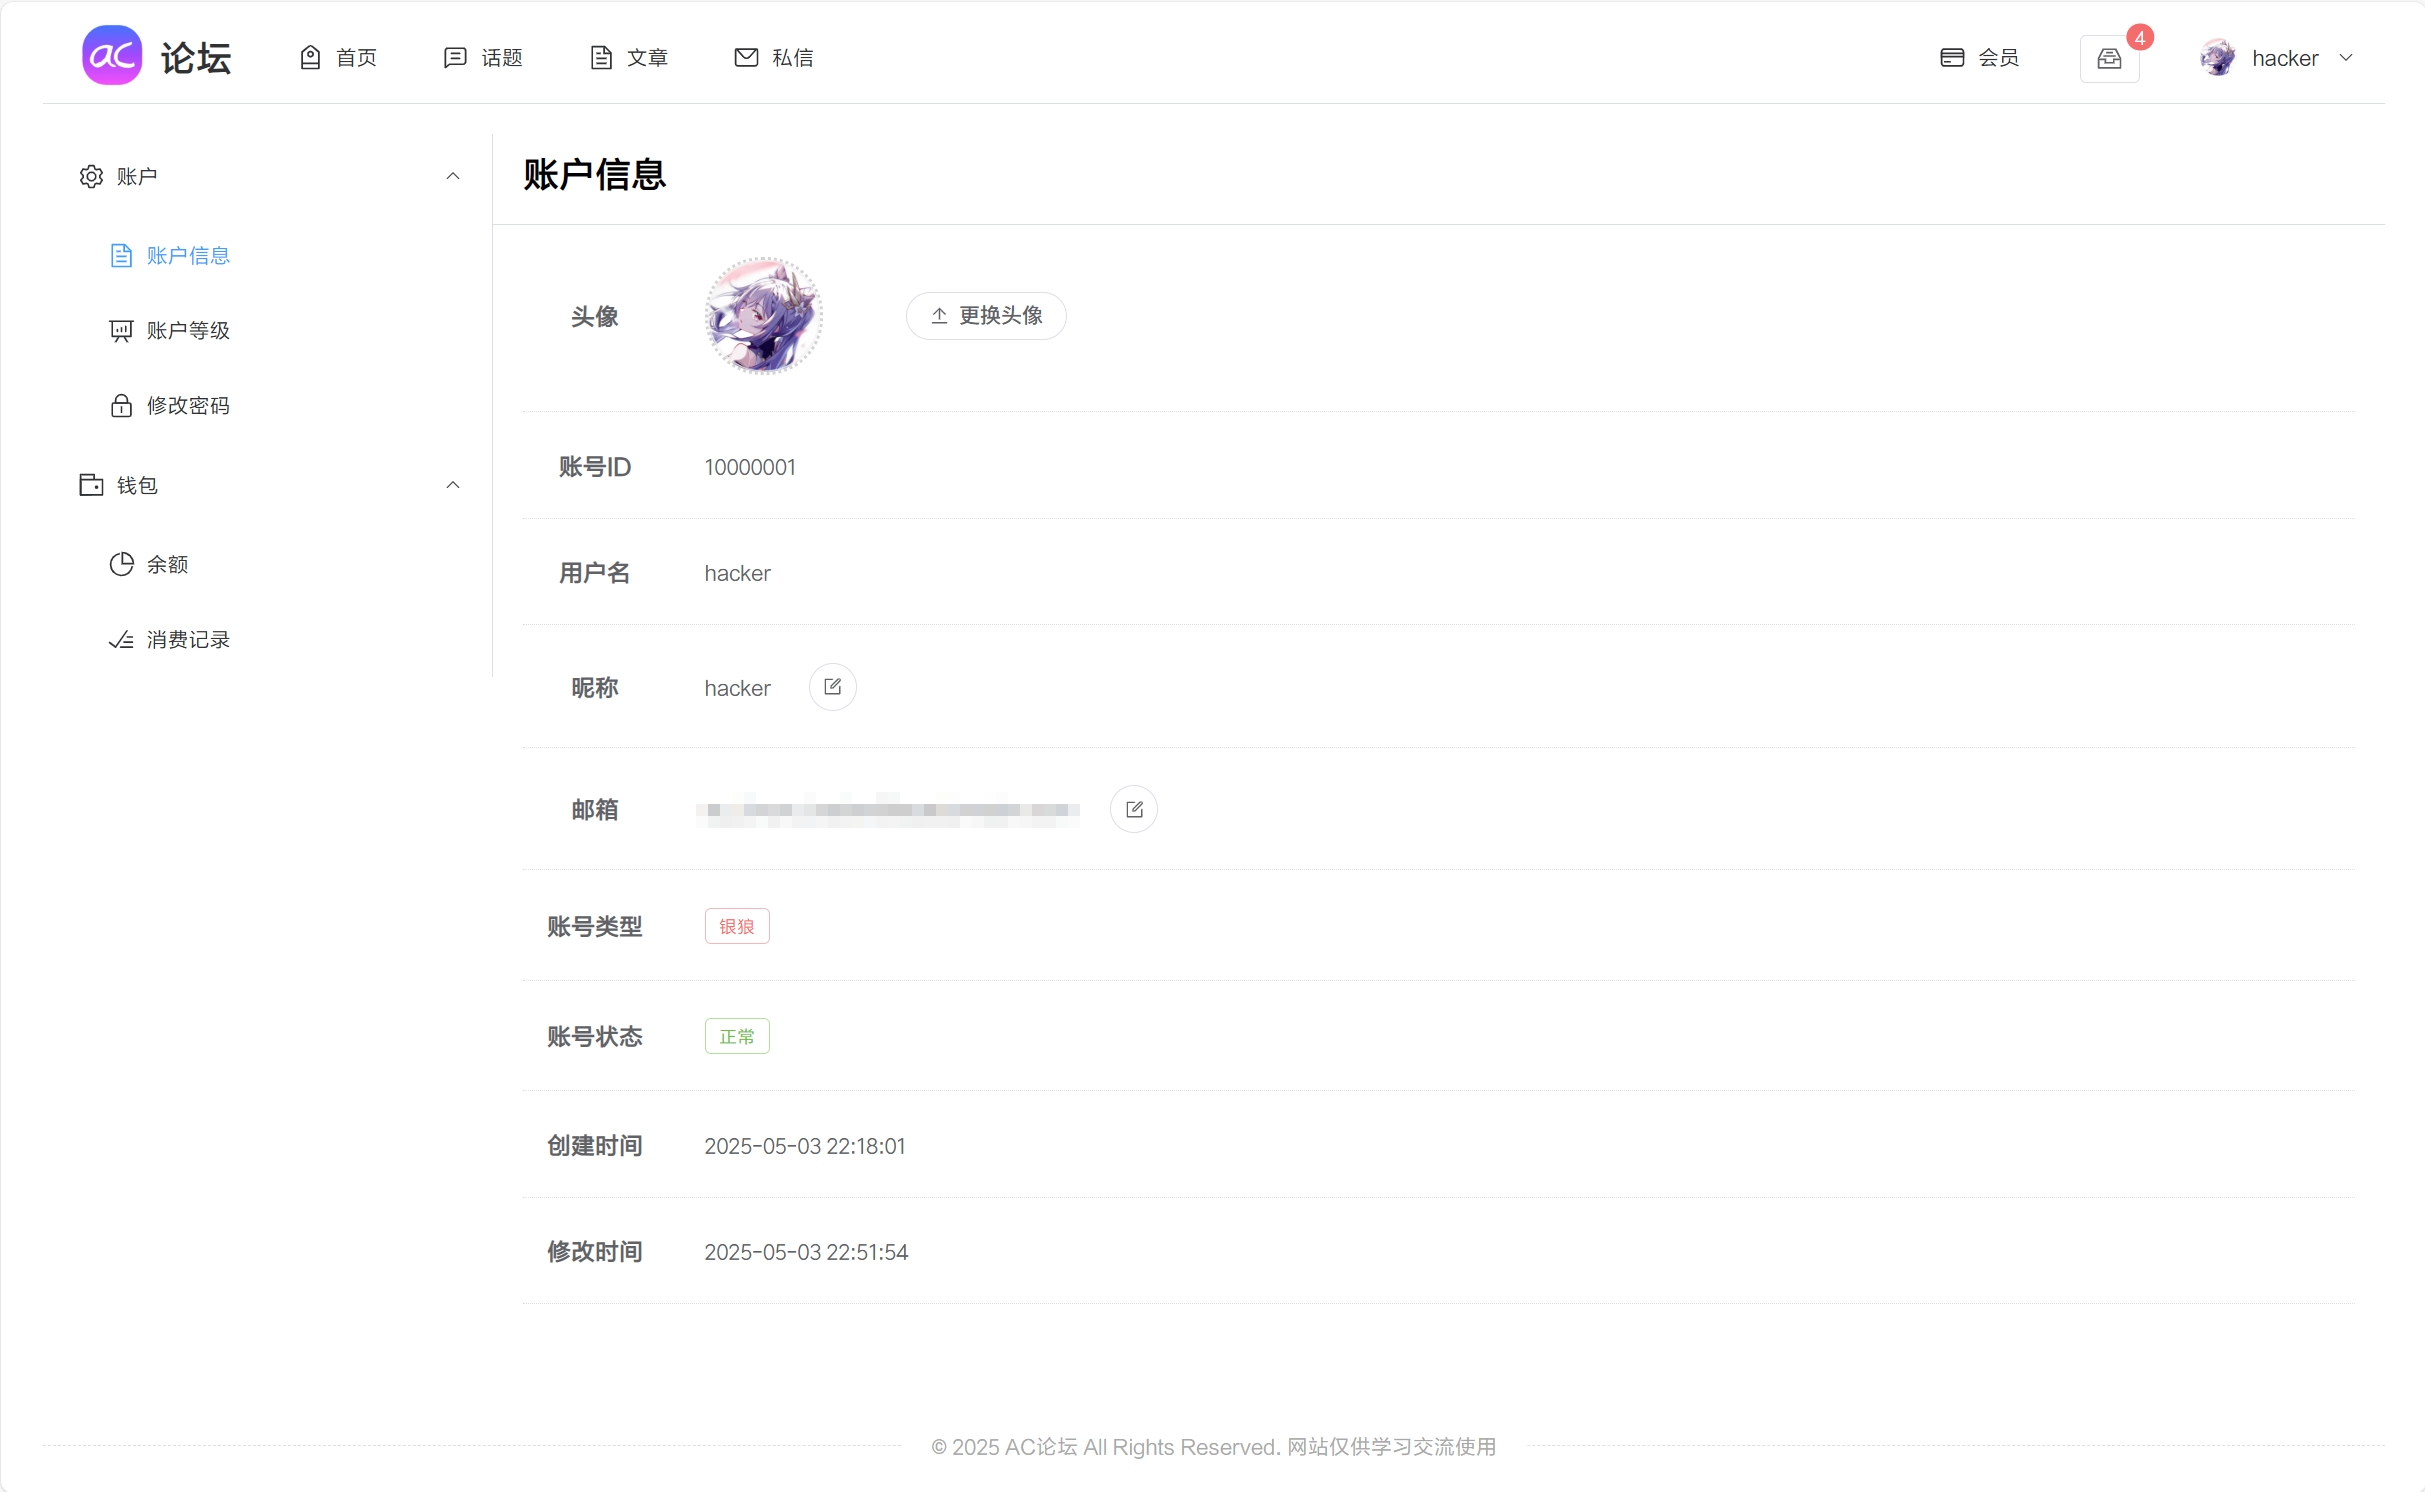 ac 论坛 首页 话题 文章 私信 会员 4 hacker
账户
账户信息
账户等级
修改密码
钱包
余额
消费记录
账户信息
头像 更换头像
账号ID 10000001
用户名 hacker
昵称 hacker
邮箱
账号类型 银狼
账号状态 正常
创建时间 2025-05-03 22:18:01
修改时间 2025-05-03 22:51:54
© 2025 AC论坛 All Rights Reserved. 网站仅供学习交流使用